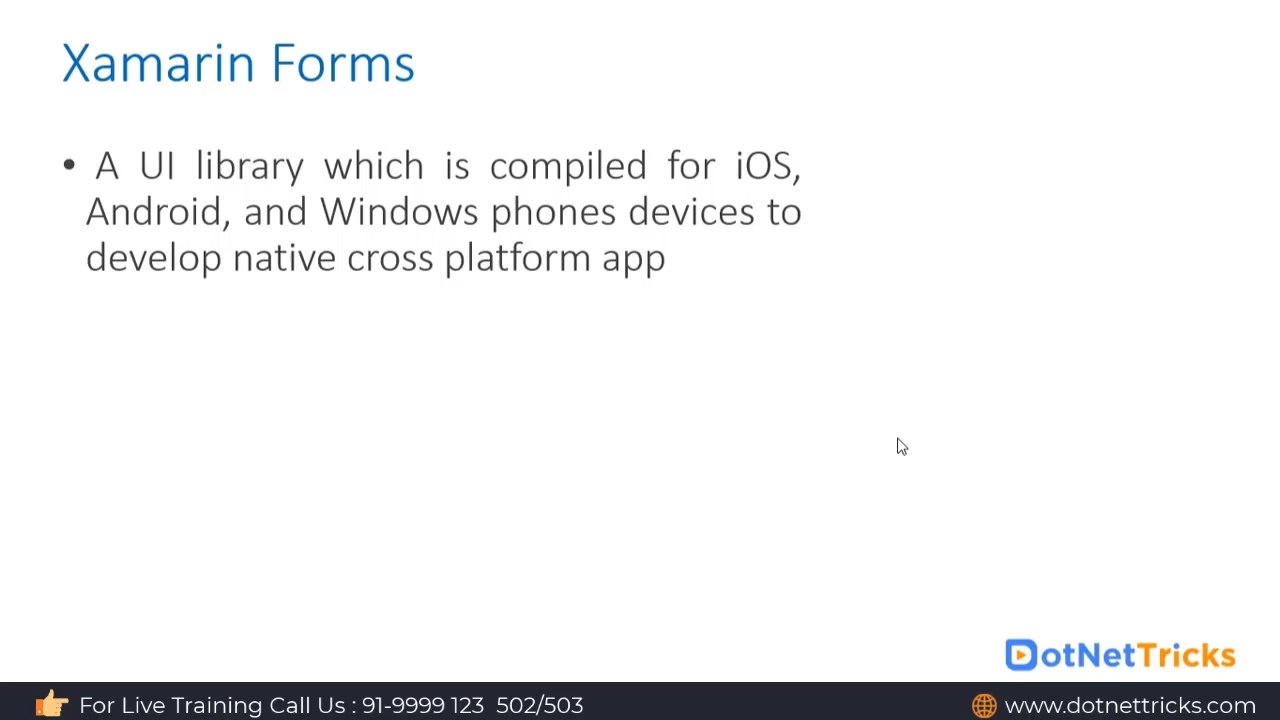 Xamarin Forms
• A UI library which is compiled for iOS,
Android, and Windows phones devices to
develop native cross platform app
DotNetTricks
For Live Training Call Us : 91-9999 123 502/503
www.dotnettricks.com